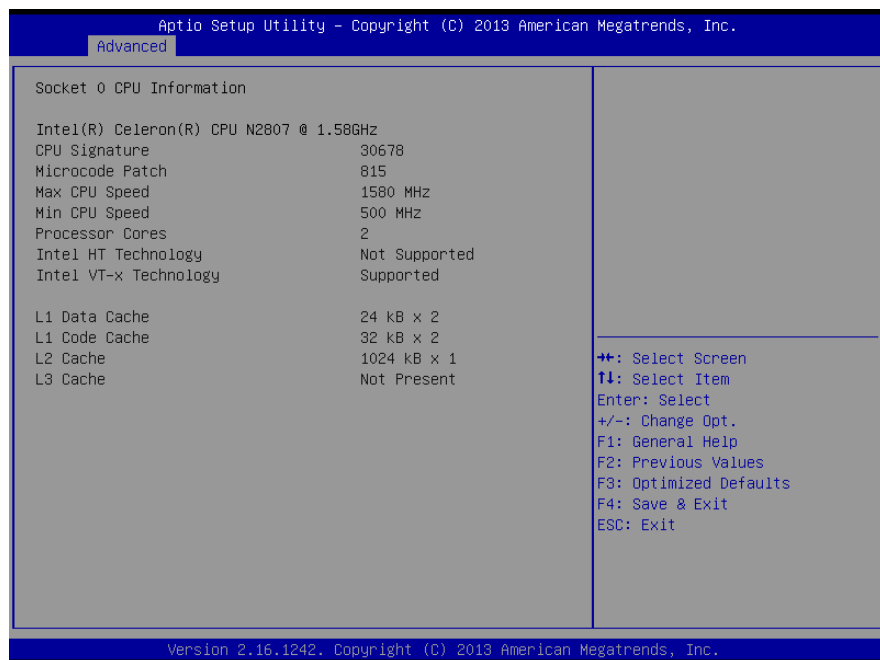 Aptio Setup Utility – Copyright (C) 2013 American Megatrends, Inc.
Advanced
Socket 0 CPU Information
Intel(R) Celeron(R) CPU N2807 @ 1.58GHz
CPU Signature 30678
Microcode Patch 815
Max CPU Speed 1580 MHz
Min CPU Speed 500 MHz
Processor Cores 2
Intel HT Technology Not Supported
Intel VT-x Technology Supported
L1 Data Cache 24 kB x 2
L1 Code Cache 32 kB x 2
L2 Cache 1024 kB x 1
L3 Cache Not Present
→←: Select Screen
↑↓: Select Item
Enter: Select
+/-: Change Opt.
F1: General Help
F2: Previous Values
F3: Optimized Defaults
F4: Save & Exit
ESC: Exit
Version 2.16.1242. Copyright (C) 2013 American Megatrends, Inc.